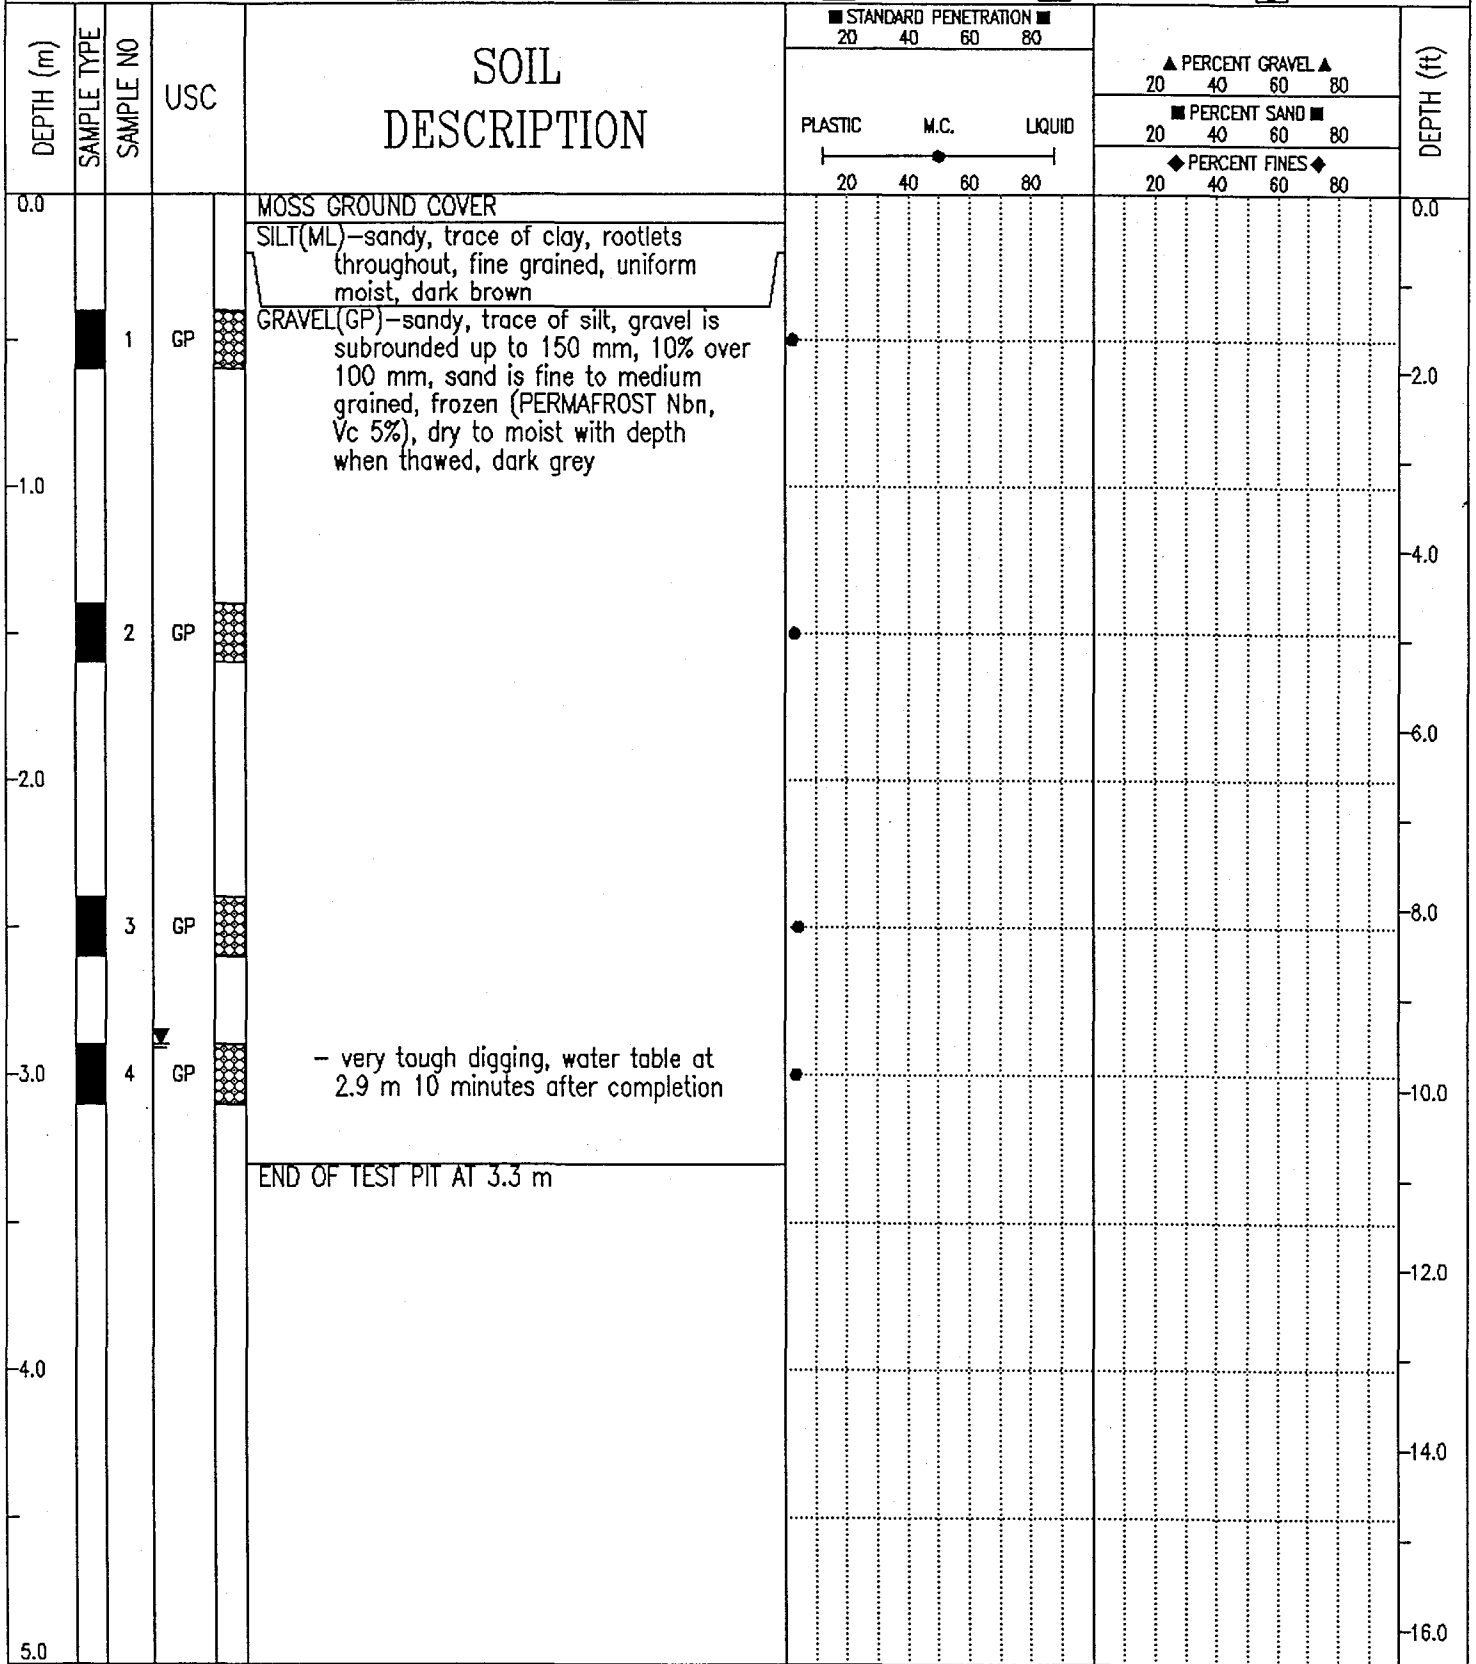 DEPTH (m)
SAMPLE TYPE
SAMPLE NO
USC
SOIL
DESCRIPTION
■ STANDARD PENETRATION ■
20 40 60 80
PLASTIC M.C. LIQUID
20 40 60 80
▲ PERCENT GRAVEL ▲
20 40 60 80
■ PERCENT SAND ■
20 40 60 80
◆ PERCENT FINES ◆
20 40 60 80
DEPTH (ft)
0.0
MOSS GROUND COVER
0.0
SILT(ML)-sandy, trace of clay, rootlets
throughout, fine grained, uniform
moist, dark brown
GRAVEL(GP)-sandy, trace of silt, gravel is
1 GP
subrounded up to 150 mm, 10% over
100 mm, sand is fine to medium
2.0
grained, frozen (PERMAFROST Nbn,
Vc 5%), dry to moist with depth
when thawed, dark grey
1.0
4.0
2 GP
6.0
2.0
8.0
3 GP
- very tough digging, water table at
3.0 4 GP
2.9 m 10 minutes after completion
10.0
END OF TEST PIT AT 3.3 m
12.0
4.0
14.0
16.0
5.0